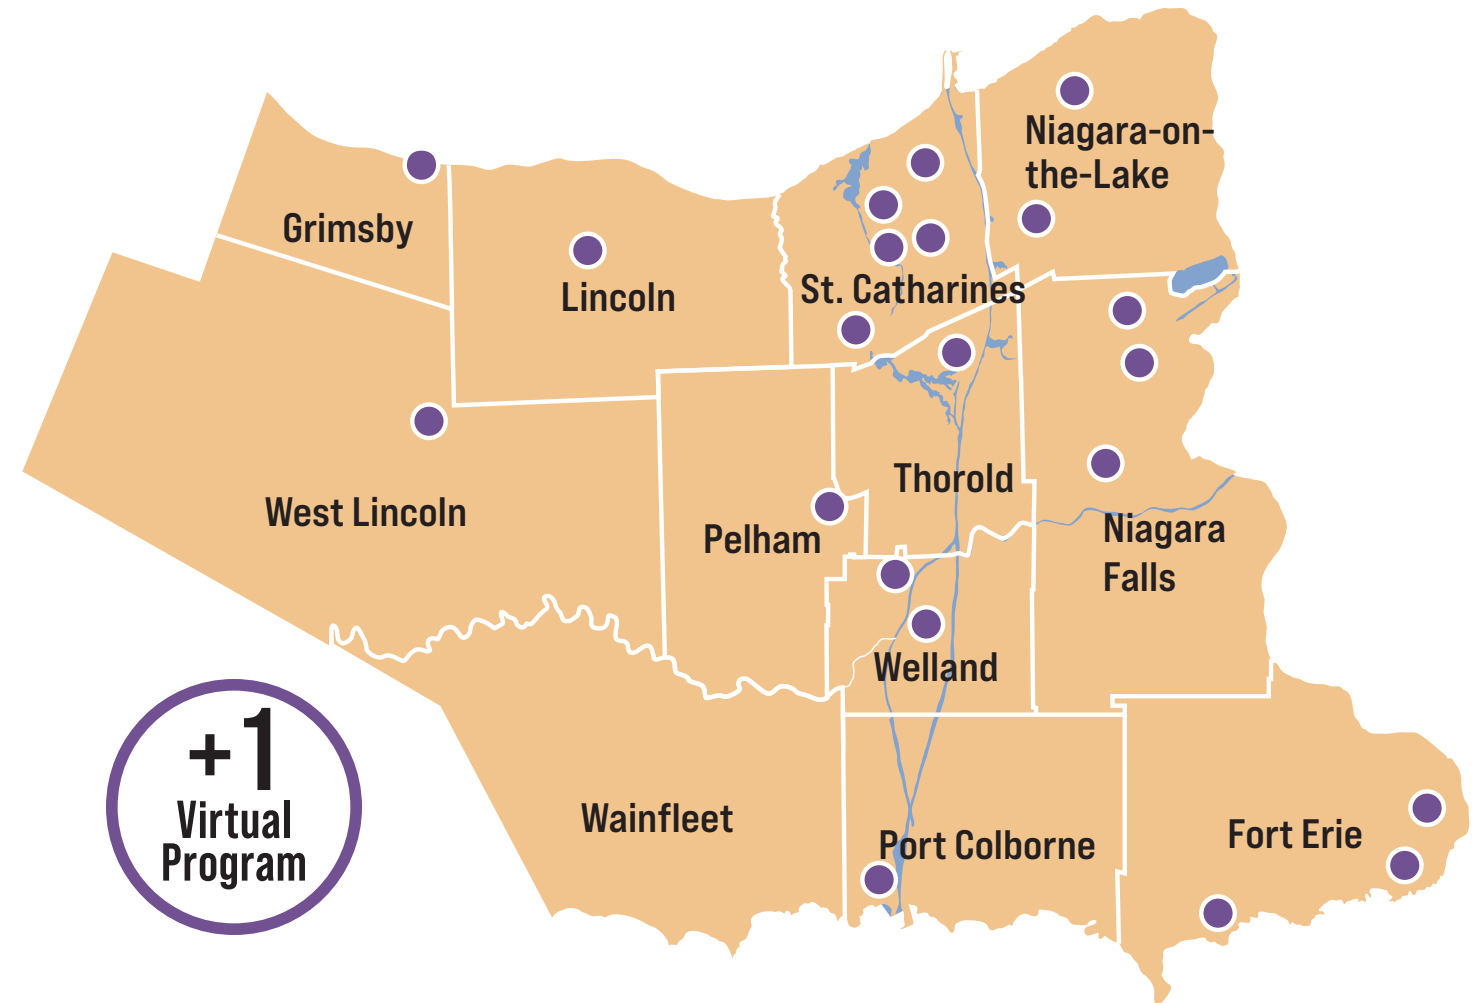 Niagara-on-
the-Lake
Grimsby
Lincoln
St. Catharines
West Lincoln
Pelham
Thorold
Niagara
Falls
Welland
+1
Virtual
Program
Wainfleet
Port Colborne
Fort Erie